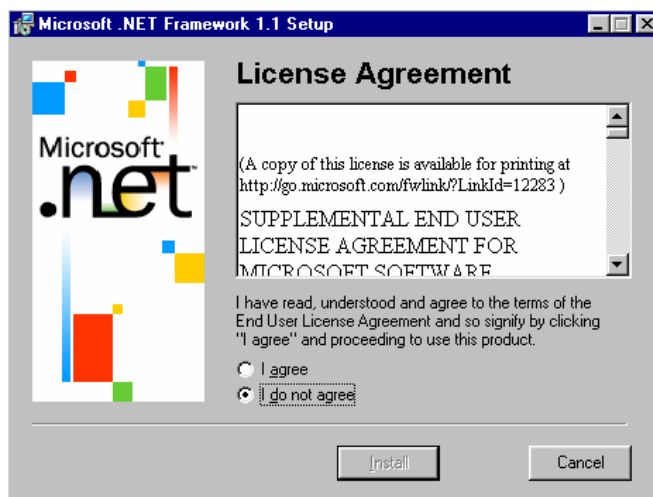 Microsoft .NET Framework 1.1 Setup
Microsoft
.net™
License Agreement
(A copy of this license is available for printing at
http://go.microsoft.com/fwlink/?LinkId=12283 )
SUPPLEMENTAL END USER
LICENSE AGREEMENT FOR
MICROSOFT SOFTWARE
I have read, understood and agree to the terms of the
End User License Agreement and so signify by clicking
"I agree" and proceeding to use this product.
I agree
I do not agree
Install
Cancel